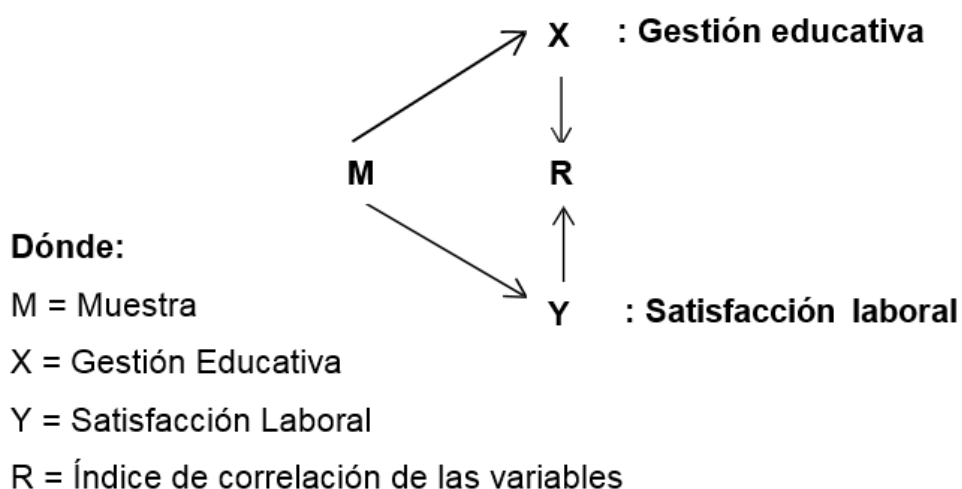 X : Gestión educativa
M R
Dónde:
M = Muestra
Y : Satisfacción laboral
X = Gestión Educativa
Y = Satisfacción Laboral
R = Índice de correlación de las variables